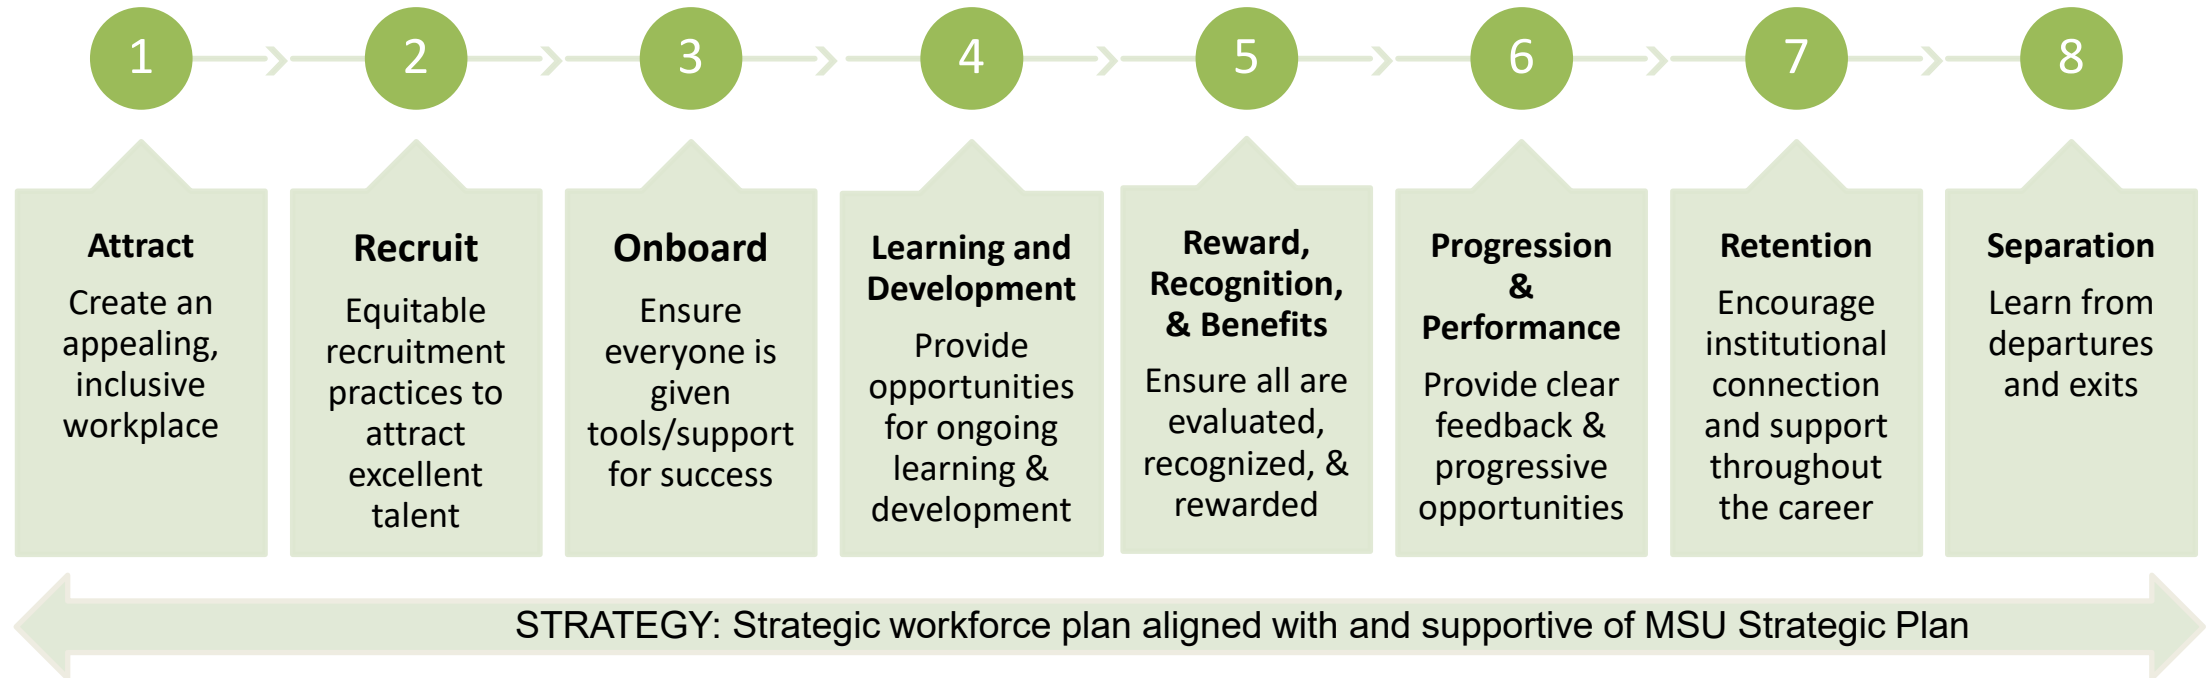 1
2
3
4
5
6
7
8
Attract
Create an
appealing,
inclusive
workplace
Recruit
Equitable
recruitment
practices to
attract
excellent
talent
Onboard
Ensure
everyone is
given
tools/support
for success
Learning and
Development
Provide
opportunities
for ongoing
learning &
development
Reward,
Recognition,
& Benefits
Ensure all are
evaluated,
recognized, &
rewarded
Progression
&
Performance
Provide clear
feedback &
progressive
opportunities
Retention
Encourage
institutional
connection
and support
throughout
the career
Separation
Learn from
departures
and exits
STRATEGY: Strategic workforce plan aligned with and supportive of MSU Strategic Plan